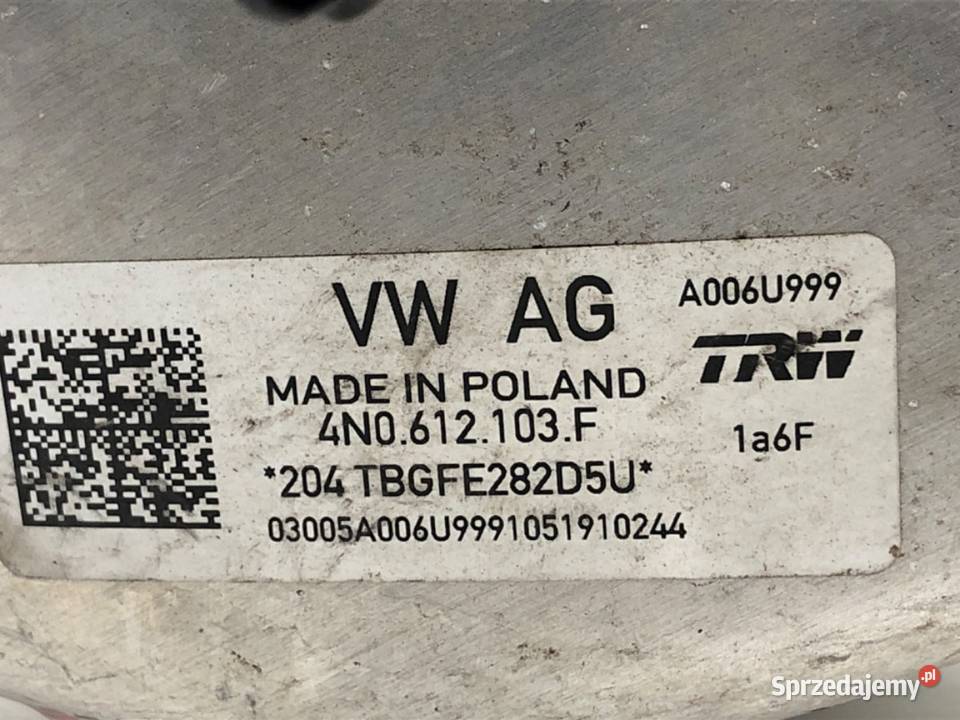 VW AG
A006U999
TRW
MADE IN POLAND
4N0.612.103.F
1a6F
*204 TBGFE282D5U*
03005A006U9991051910244
Sprzedajemy.pl